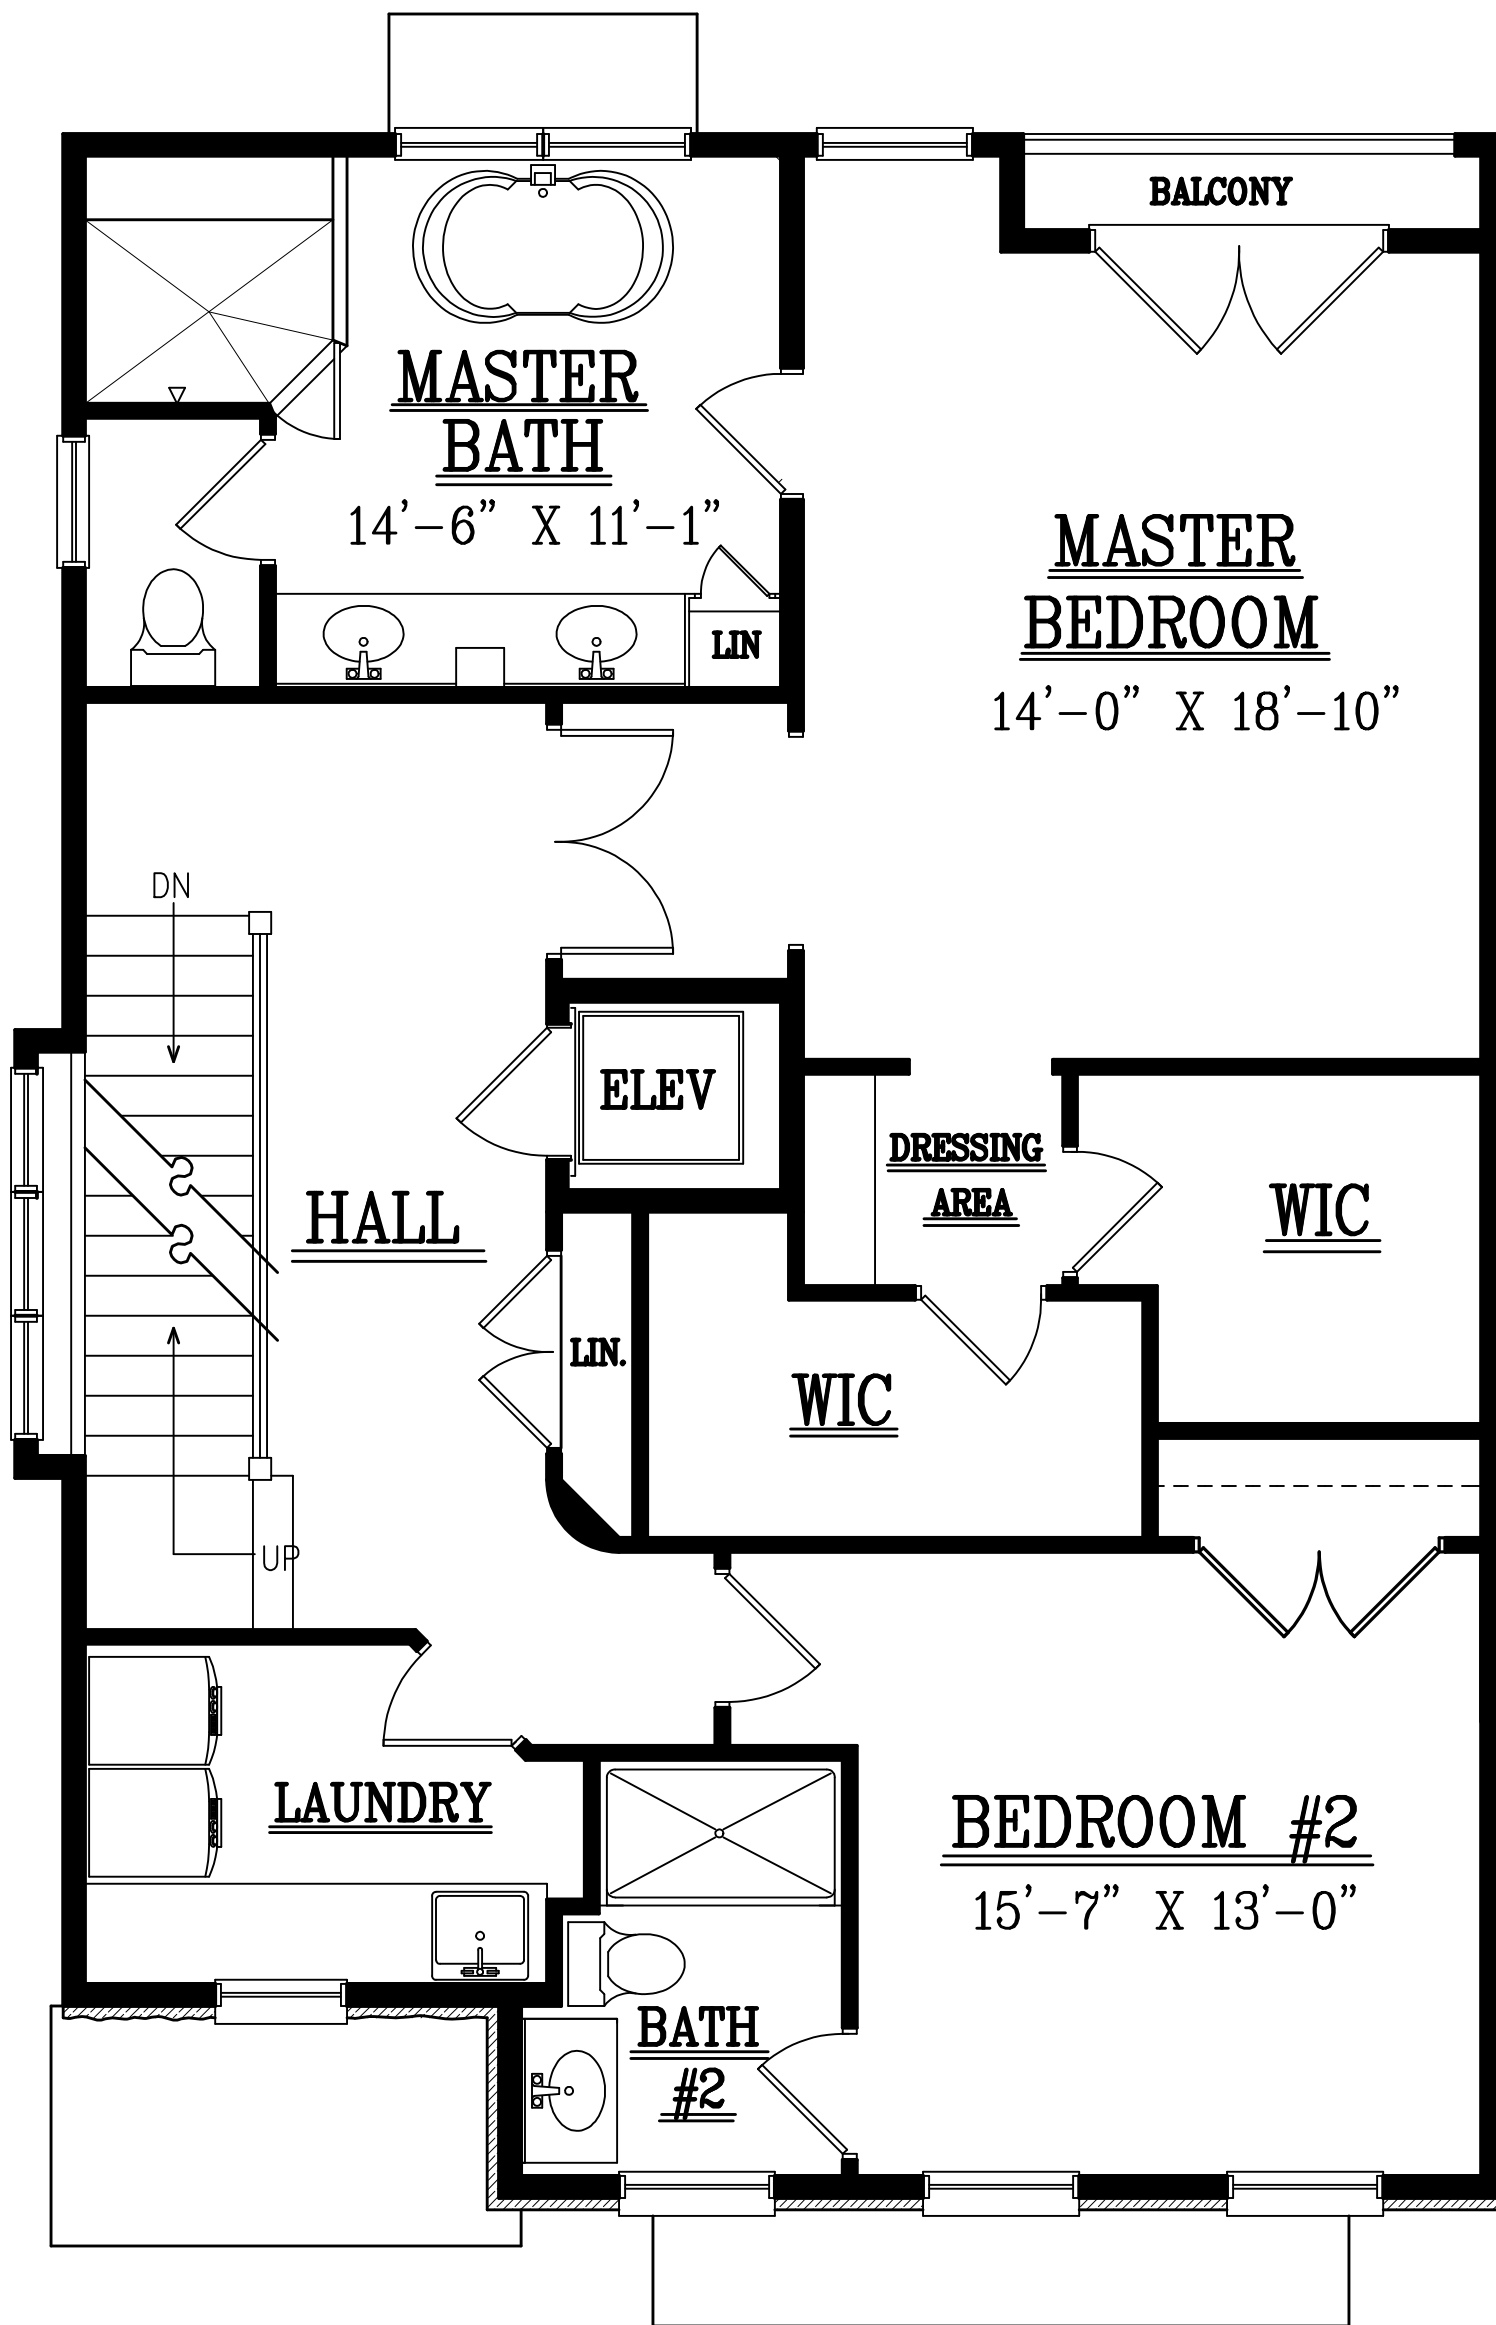 BALCONY
MASTER
BATH
14'-6" X 11'-1"
MASTER
BEDROOM
14'-0" X 18'-10"
LIN
DN
ELEV
DRESSING
AREA
WIC
HALL
LIN.
WIC
UP
LAUNDRY
BEDROOM #2
15'-7" X 13'-0"
BATH
#2